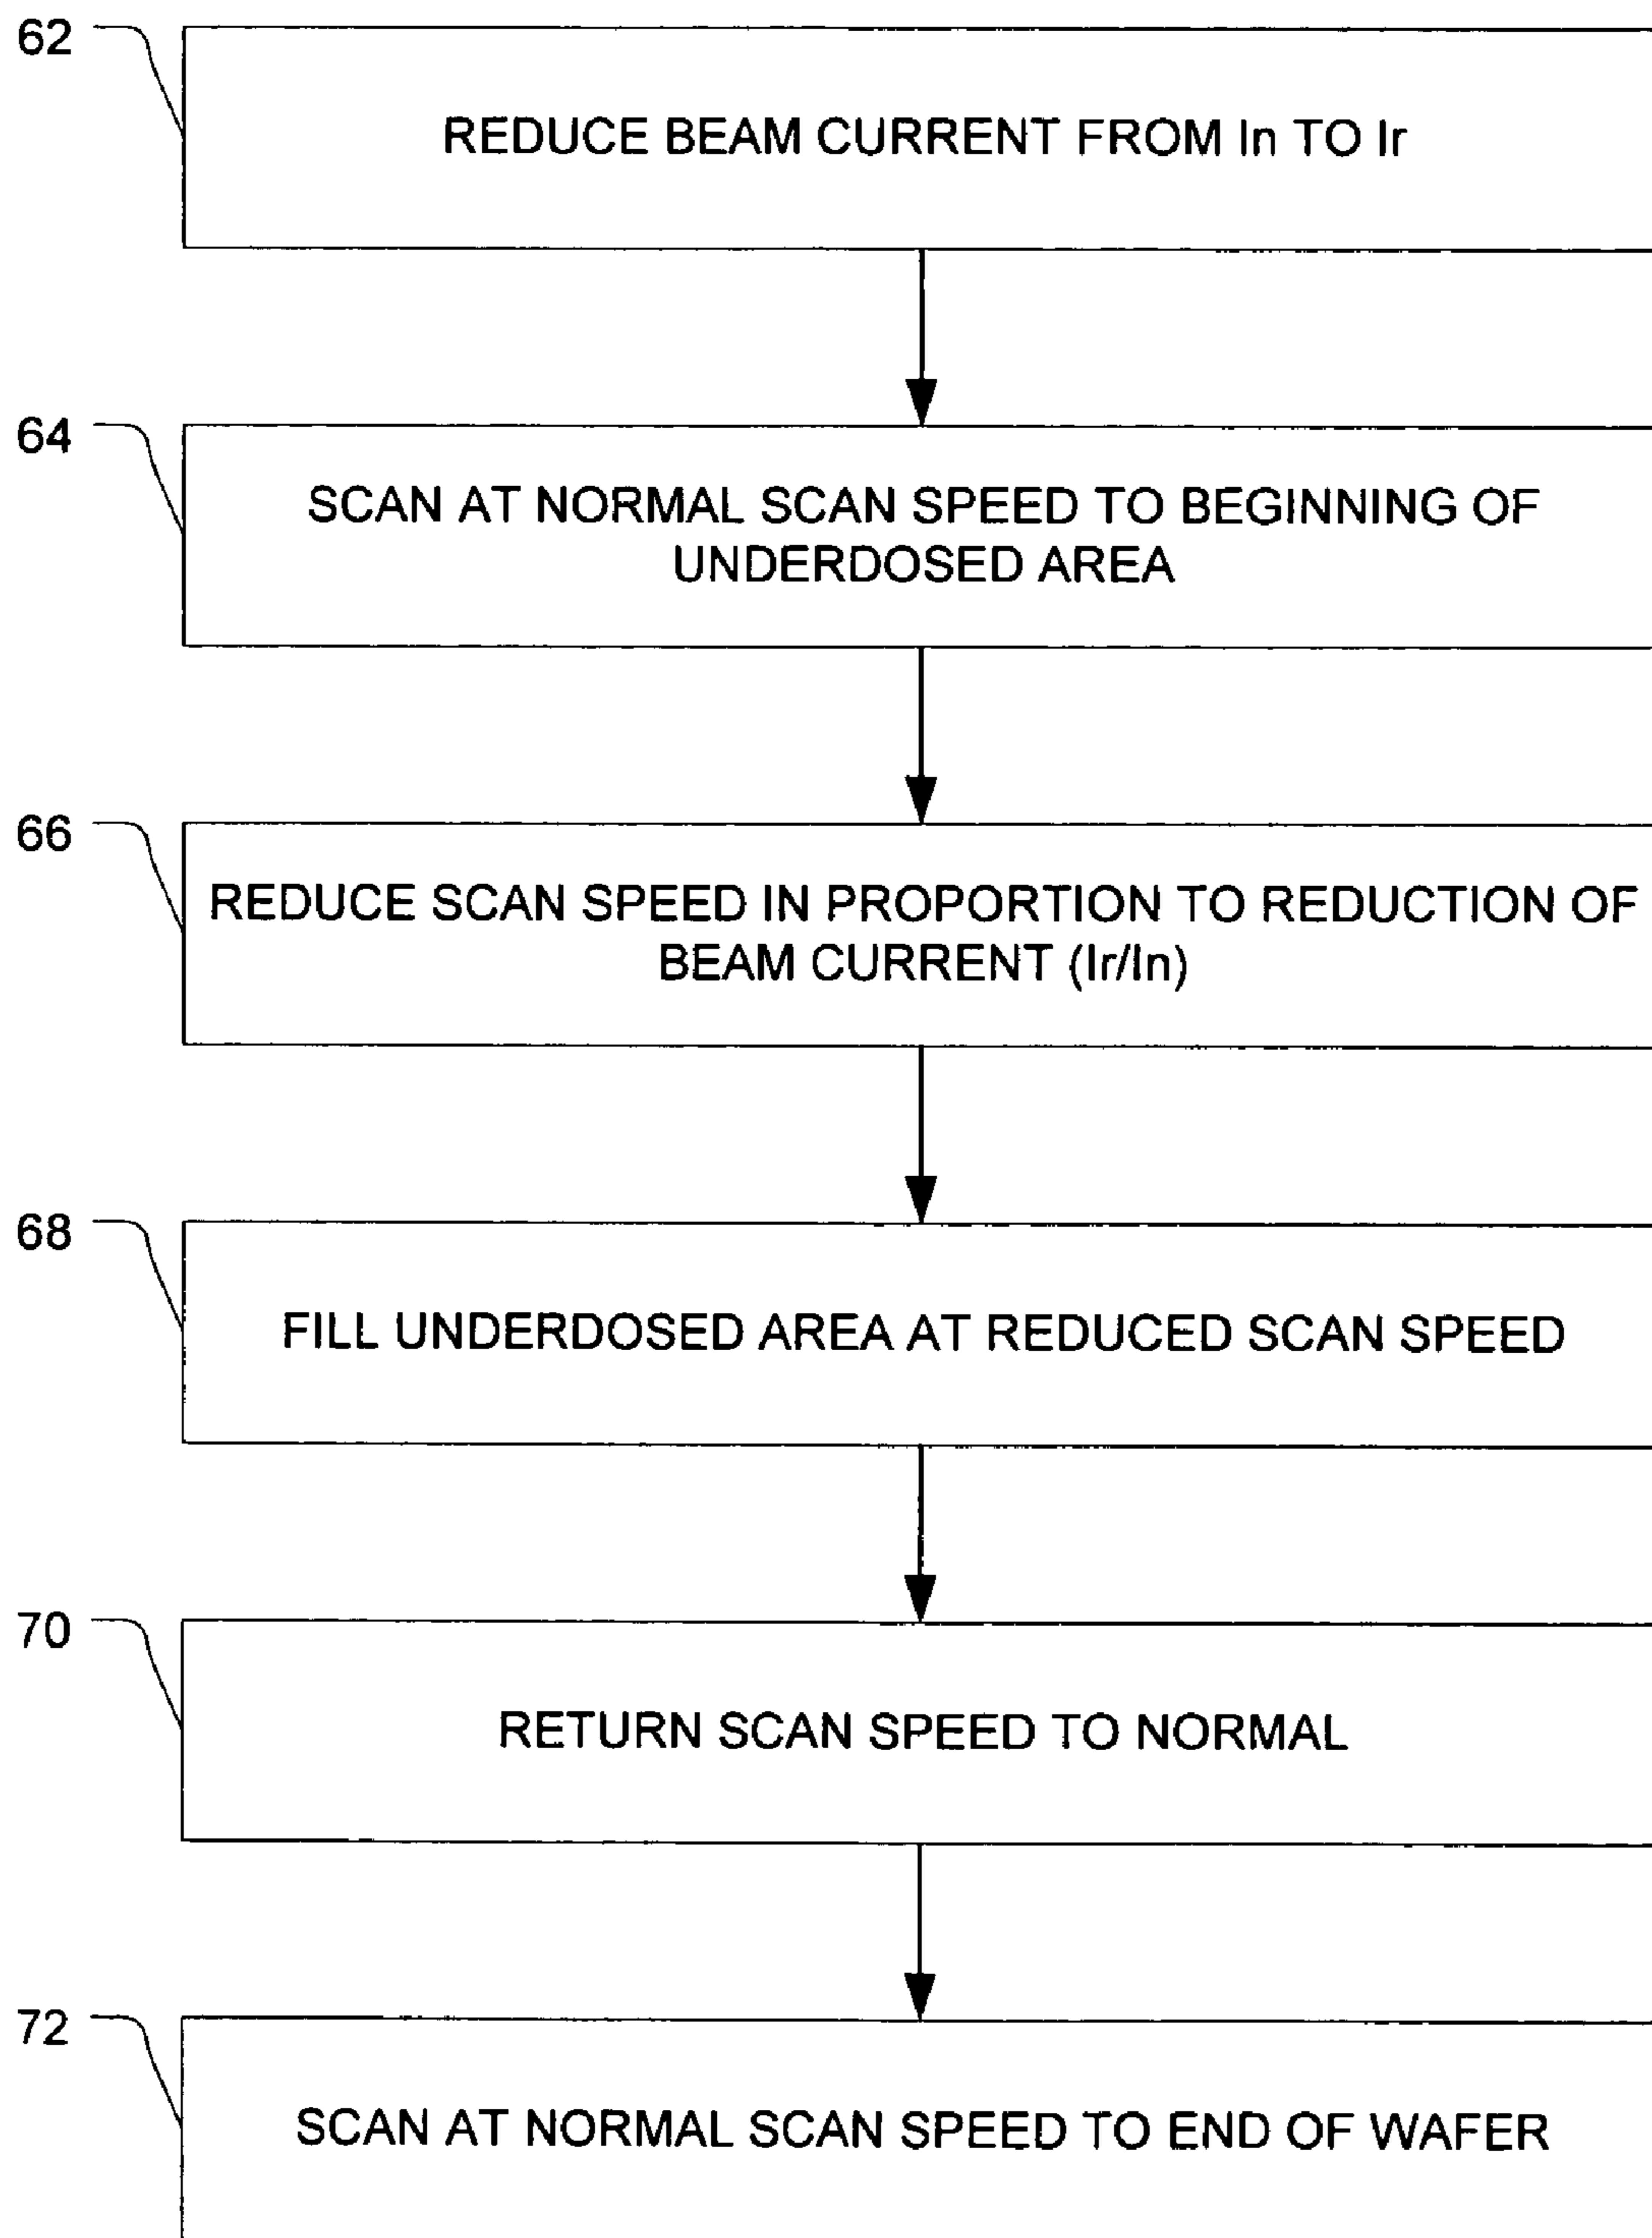 62
REDUCE BEAM CURRENT FROM In TO Ir
64
SCAN AT NORMAL SCAN SPEED TO BEGINNING OF
UNDERDOSED AREA
66
REDUCE SCAN SPEED IN PROPORTION TO REDUCTION OF
BEAM CURRENT (Ir/In)
68
FILL UNDERDOSED AREA AT REDUCED SCAN SPEED
70
RETURN SCAN SPEED TO NORMAL
72
SCAN AT NORMAL SCAN SPEED TO END OF WAFER